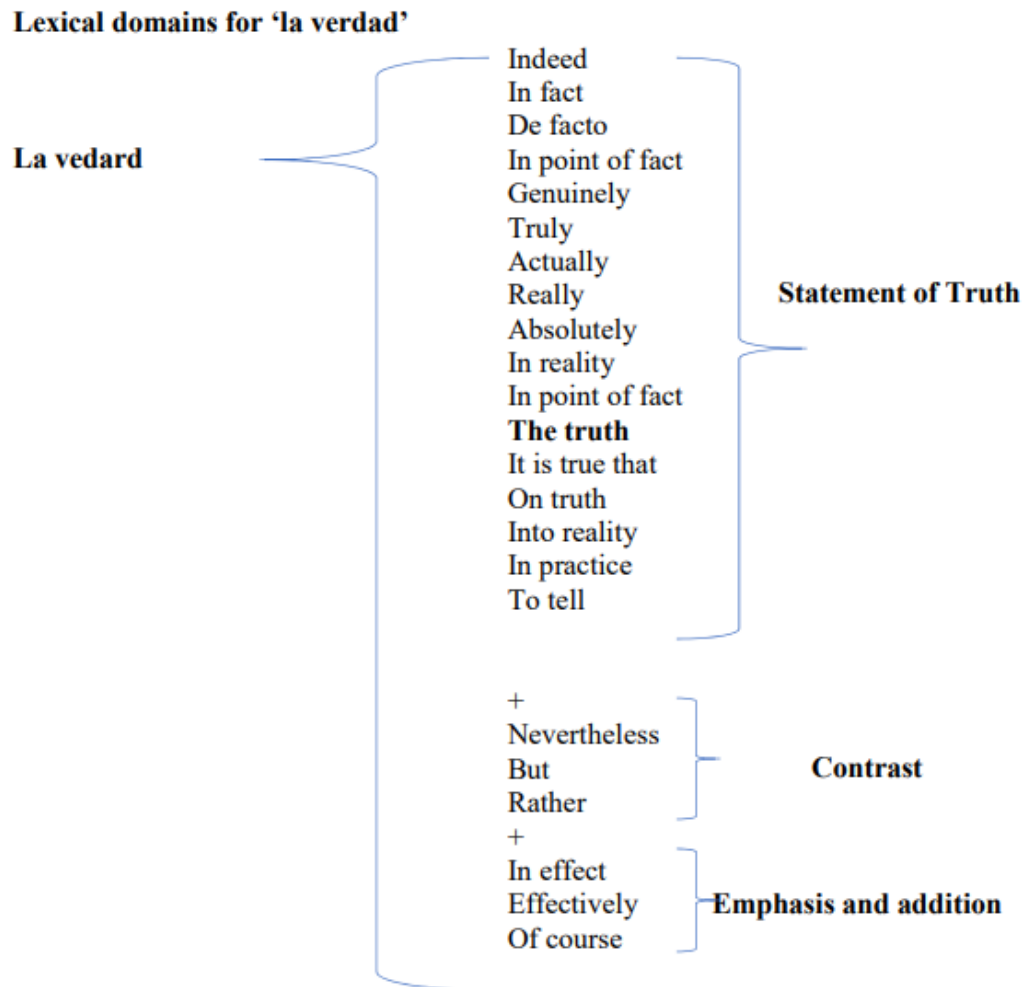 Lexical domains for ‘la verdad’
Indeed
In fact
De facto
La vedard
In point of fact
Genuinely
Truly
Actually
Really
Statement of Truth
Absolutely
In reality
In point of fact
The truth
It is true that
On truth
Into reality
In practice
To tell
+
Nevertheless
But
Contrast
Rather
+
In effect
Effectively
Emphasis and addition
Of course